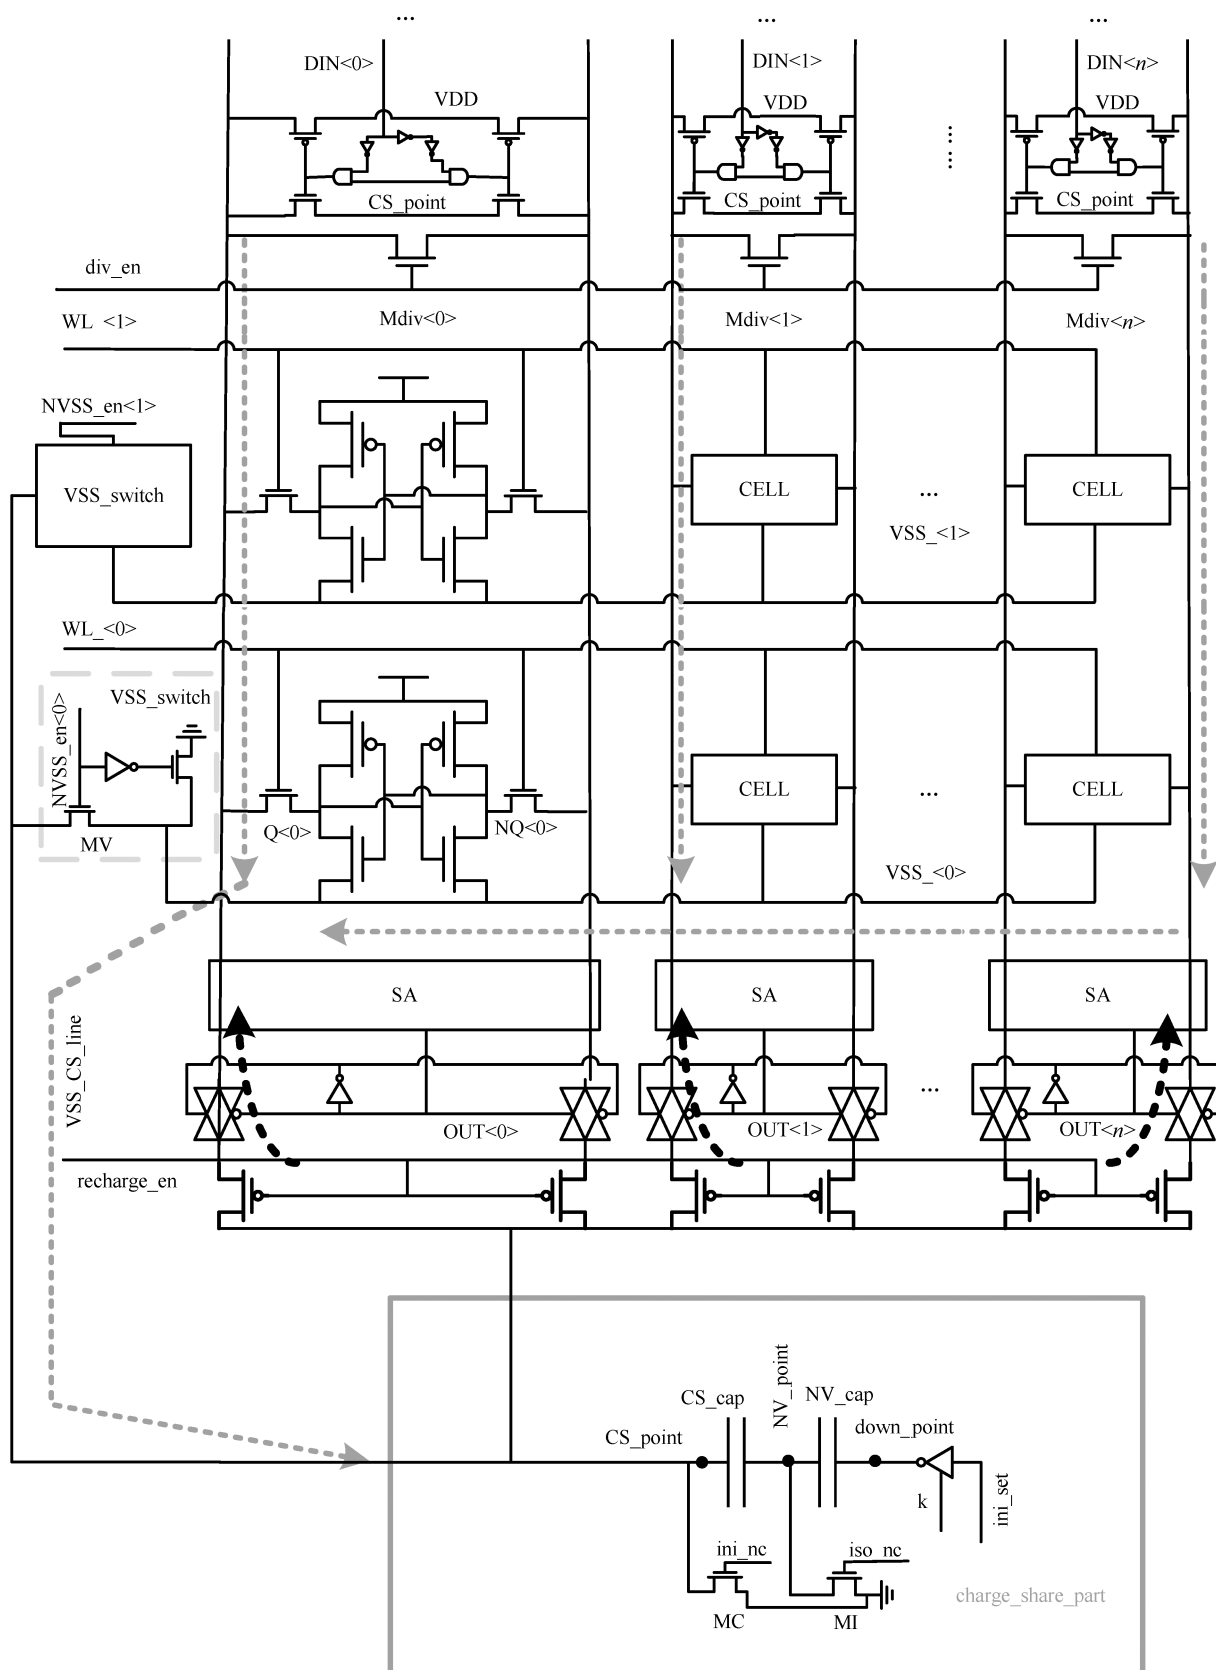 ... ... ...
DIN<0> DIN<1> DIN<n>
VDD VDD VDD
CS_point CS_point CS_point
div_en
WL_<1> Mdiv<0> Mdiv<1> Mdiv<n>
NVSS_en<1>
VSS_switch CELL ... CELL
VSS_<1>
WL_<0>
VSS_switch
NVSS_en<0>
CELL ... CELL
Q<0> NQ<0>
MV
VSS_<0>
SA SA SA
VSS_CS_line
...
OUT<0> OUT<1> OUT<n>
recharge_en
NV_point
CS_cap NV_cap
CS_point down_point
k
ini_set
ini_nc iso_nc
charge_share_part
MC MI